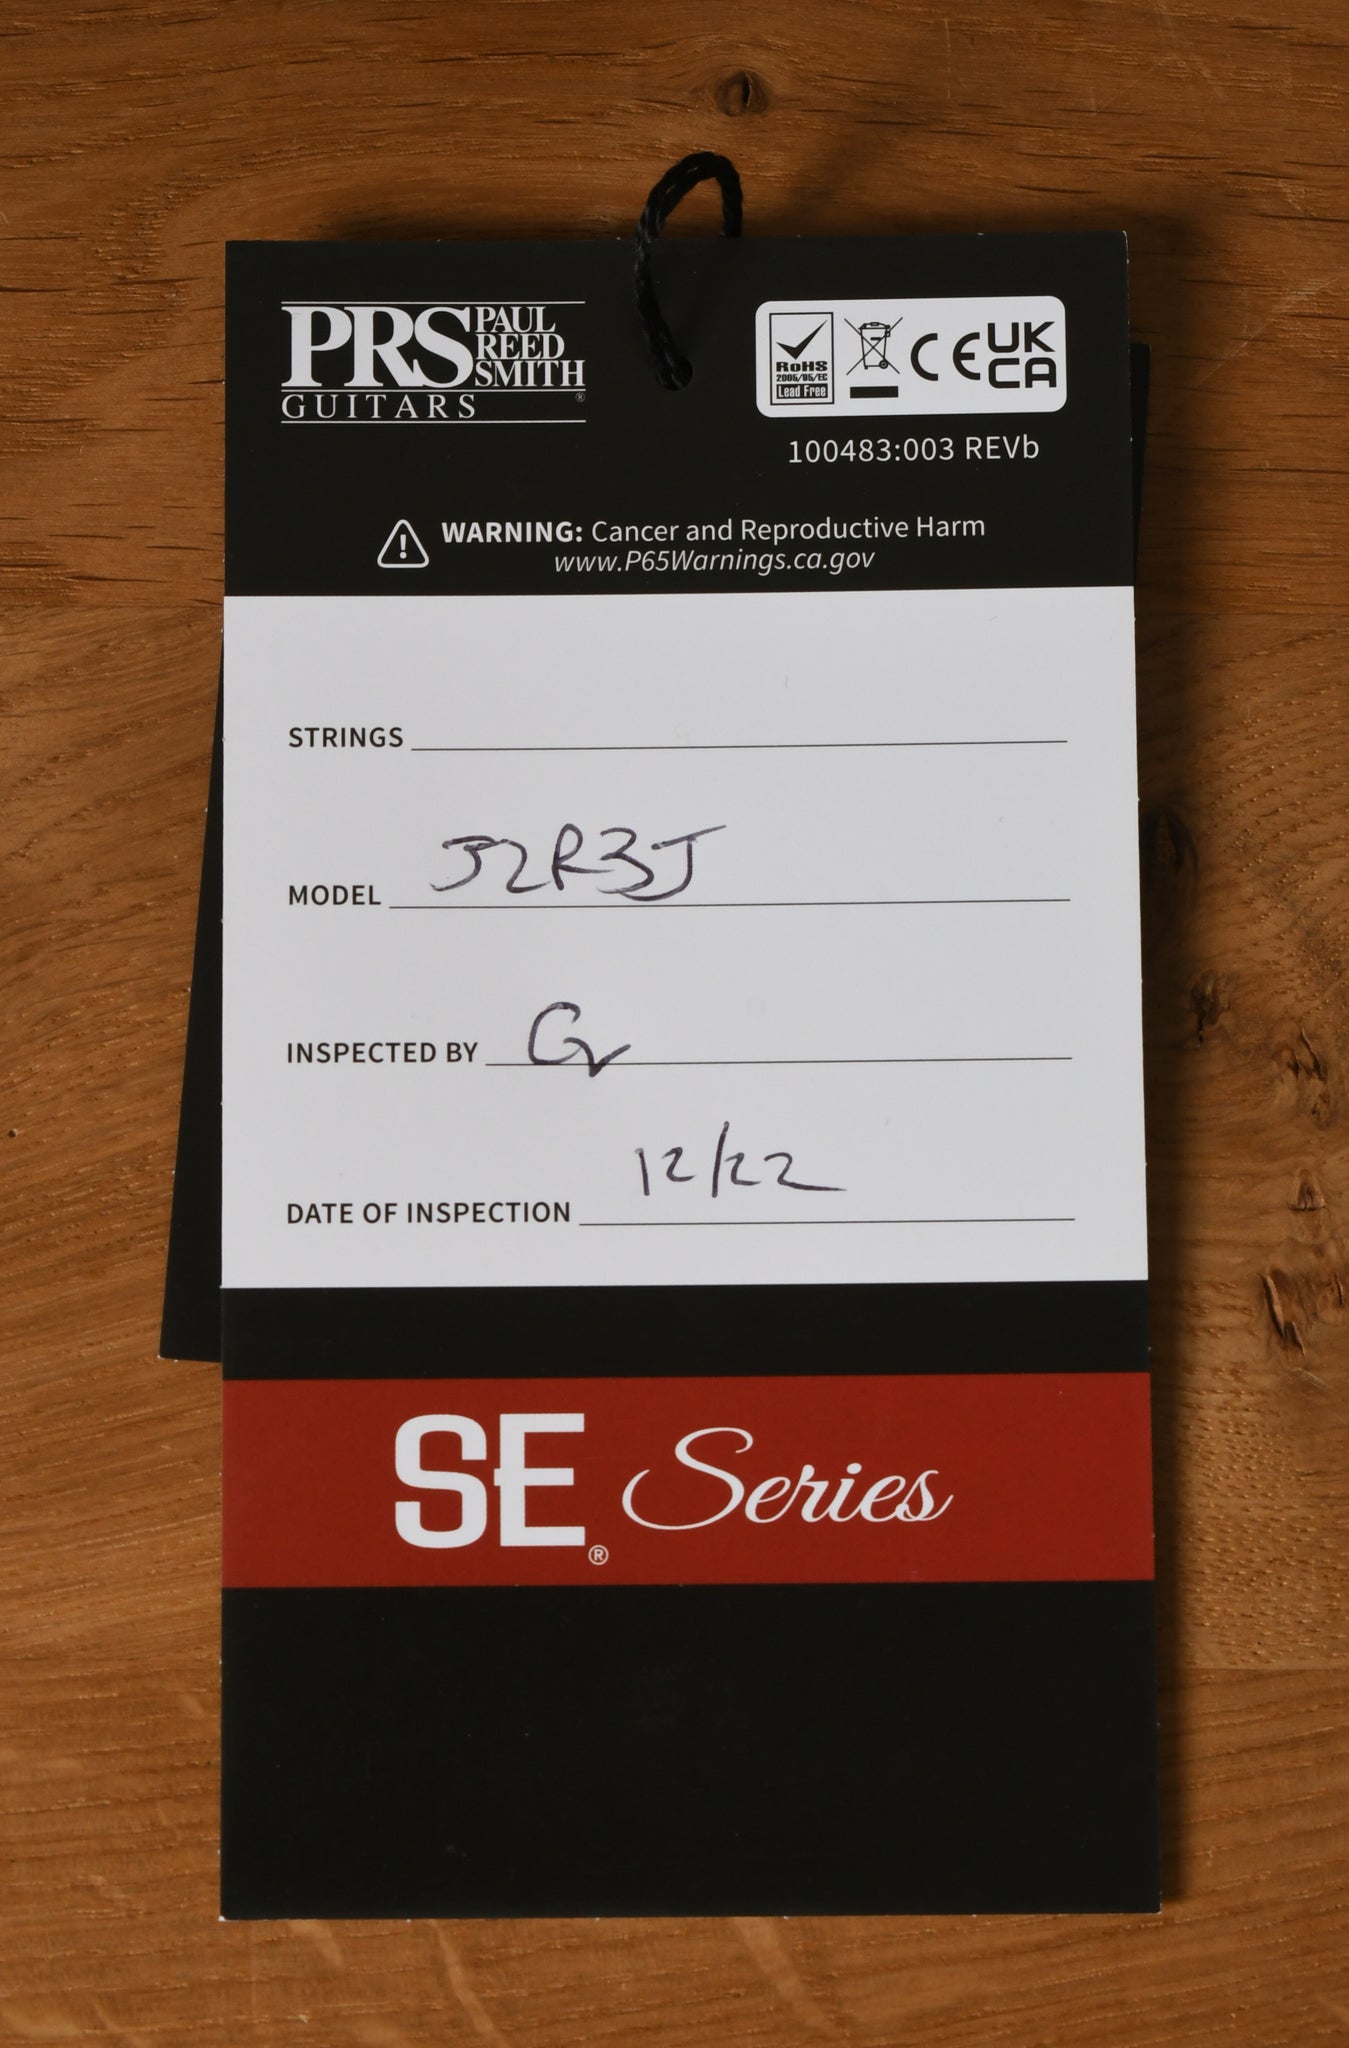 PRS PAUL REED SMITH ®
GUITARS
RoHS
2005/95/EC
Lead Free
CE UK CA
100483:003 REVb
WARNING: Cancer and Reproductive Harm
www.P65Warnings.ca.gov
STRINGS
MODEL J2R3J
INSPECTED BY
DATE OF INSPECTION 12/22
SE® Series